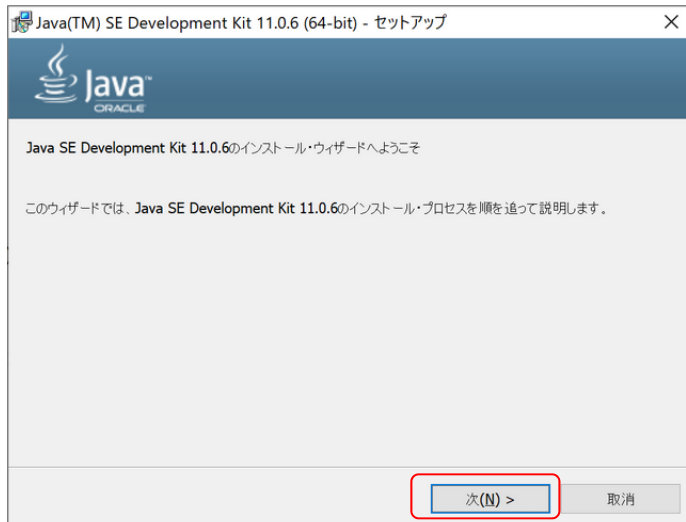 Java(TM) SE Development Kit 11.0.6 (64-bit) - セットアップ
Java™
ORACLE
Java SE Development Kit 11.0.6のインストール・ウィザードへようこそ
このウィザードでは、Java SE Development Kit 11.0.6のインストール・プロセスを順を追って説明します。
次(N) >
取消